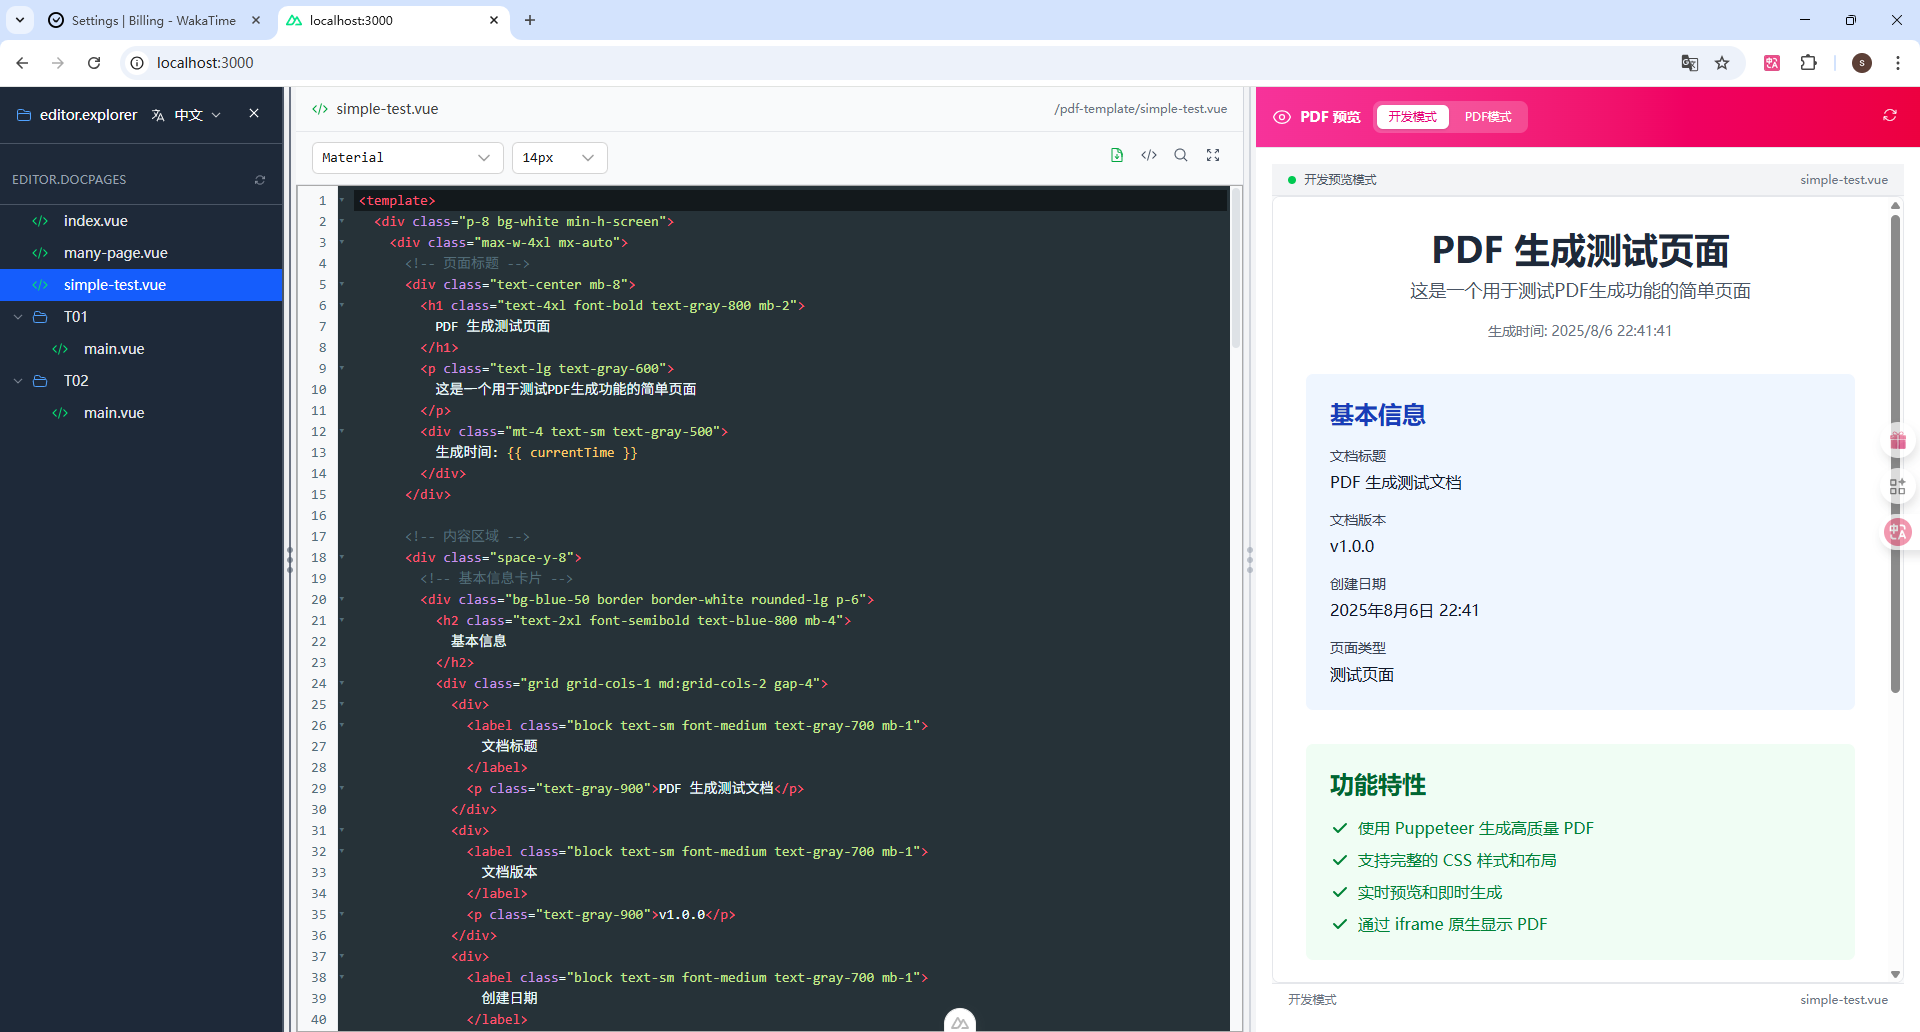 Settings | Billing - WakaTime
localhost:3000
localhost:3000
S
editor.explorer
中文
EDITOR.DOCPAGES
index.vue
many-page.vue
simple-test.vue
T01
main.vue
T02
main.vue
simple-test.vue
/pdf-template/simple-test.vue
Material
14px
1 <template>
2 <div class="p-8 bg-white min-h-screen">
3 <div class="max-w-4xl mx-auto">
4 <!-- 页面标题 -->
5 <div class="text-center mb-8">
6 <h1 class="text-4xl font-bold text-gray-800 mb-2">
7 PDF 生成测试页面
8 </h1>
9 <p class="text-lg text-gray-600">
10 这是一个用于测试PDF生成功能的简单页面
11 </p>
12 <div class="mt-4 text-sm text-gray-500">
13 生成时间: {{ currentTime }}
14 </div>
15 </div>
16
17 <!-- 内容区域 -->
18 <div class="space-y-8">
19 <!-- 基本信息卡片 -->
20 <div class="bg-blue-50 border border-white rounded-lg p-6">
21 <h2 class="text-2xl font-semibold text-blue-800 mb-4">
22 基本信息
23 </h2>
24 <div class="grid grid-cols-1 md:grid-cols-2 gap-4">
25 <div>
26 <label class="block text-sm font-medium text-gray-700 mb-1">
27 文档标题
28 </label>
29 <p class="text-gray-900">PDF 生成测试文档</p>
30 </div>
31 <div>
32 <label class="block text-sm font-medium text-gray-700 mb-1">
33 文档版本
34 </label>
35 <p class="text-gray-900">v1.0.0</p>
36 </div>
37 <div>
38 <label class="block text-sm font-medium text-gray-700 mb-1">
39 创建日期
40 </label>
PDF 预览
开发模式
PDF模式
开发预览模式
simple-test.vue
PDF 生成测试页面
这是一个用于测试PDF生成功能的简单页面
生成时间: 2025/8/6 22:41:41
基本信息
文档标题
PDF 生成测试文档
文档版本
v1.0.0
创建日期
2025年8月6日 22:41
页面类型
测试页面
功能特性
使用 Puppeteer 生成高质量 PDF
支持完整的 CSS 样式和布局
实时预览和即时生成
通过 iframe 原生显示 PDF
开发模式
simple-test.vue